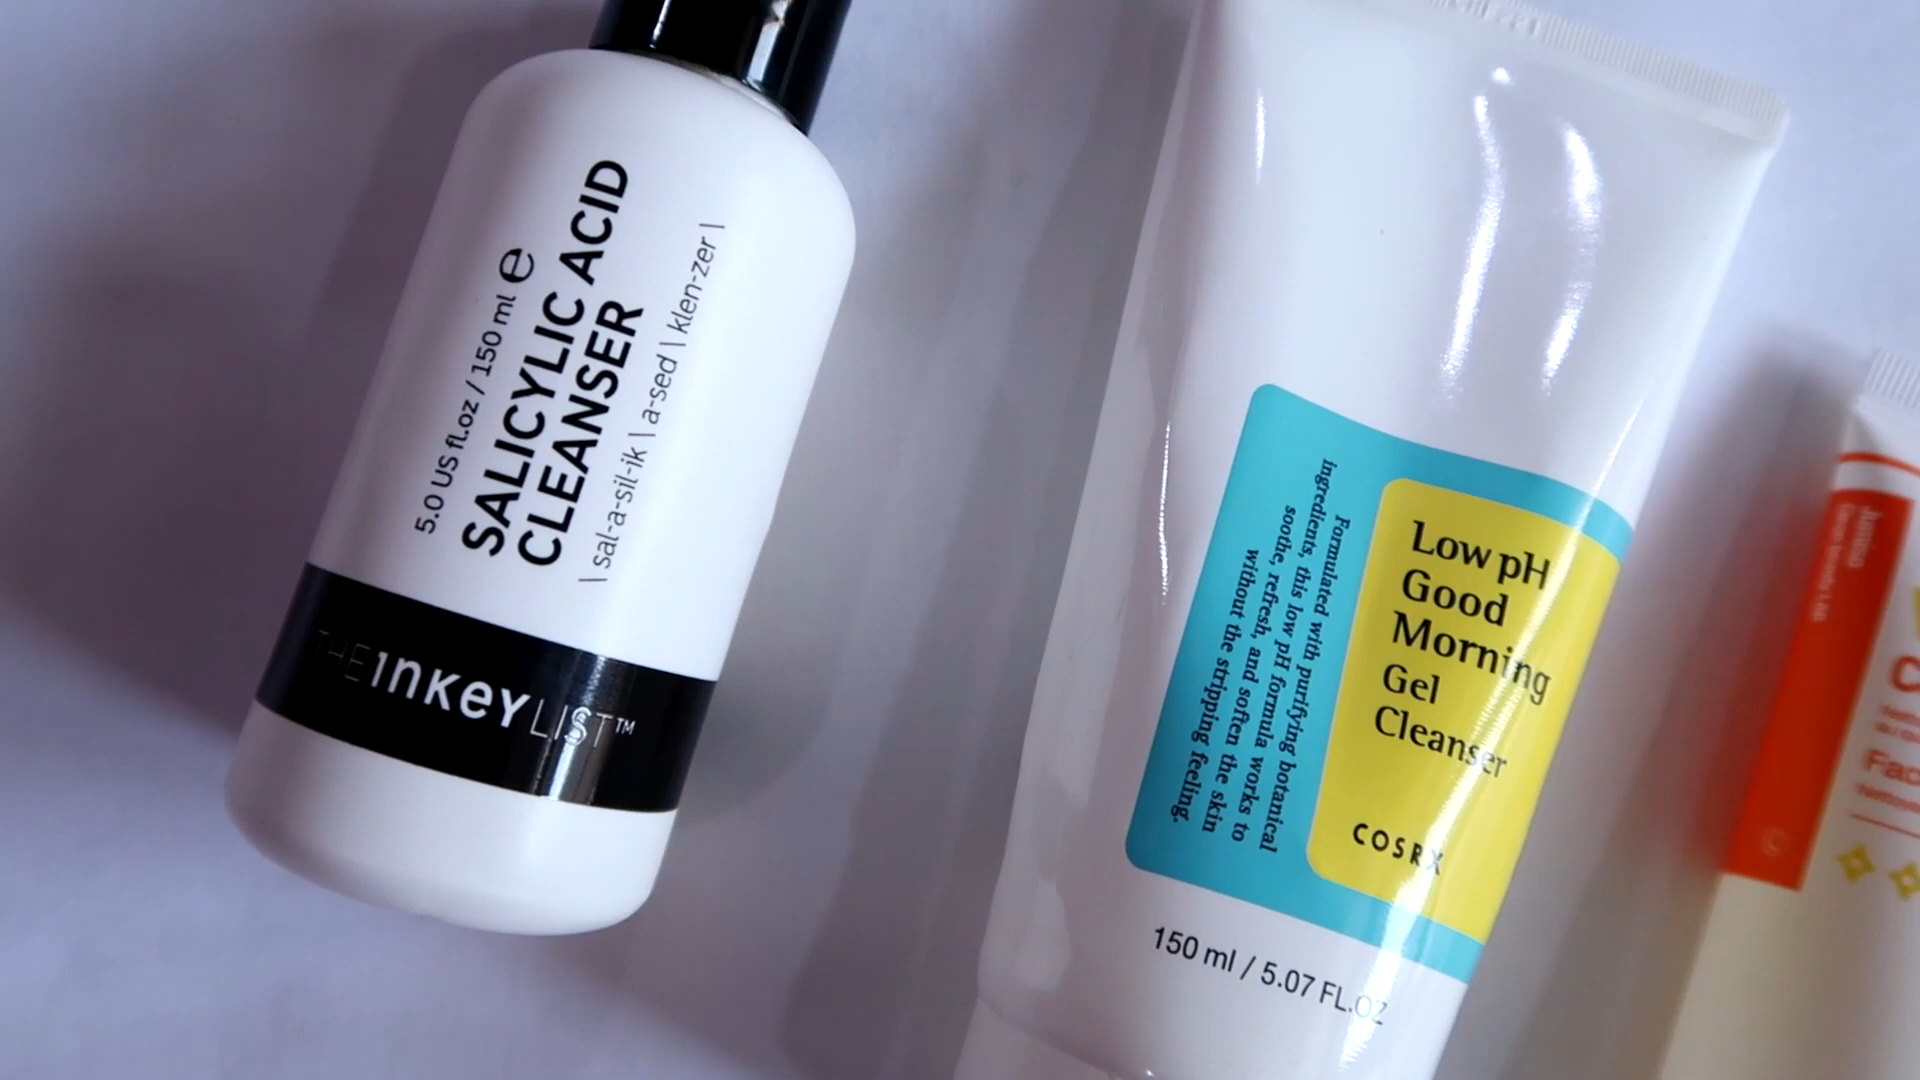 5.0 US fl.oz / 150 ml e
SALICYLIC ACID
CLEANSER
\ sal-a-sil-ik \ a-sed \ klen-zer \
THE INKEY LIST™
Low pH
Good
Morning
Gel
Cleanser
COSRX
Formulated with purifying botanical
ingredients, this low pH formula works to
soothe, refresh, and soften the skin
without the stripping feeling.
150 ml / 5.07 FL.OZ
Fac